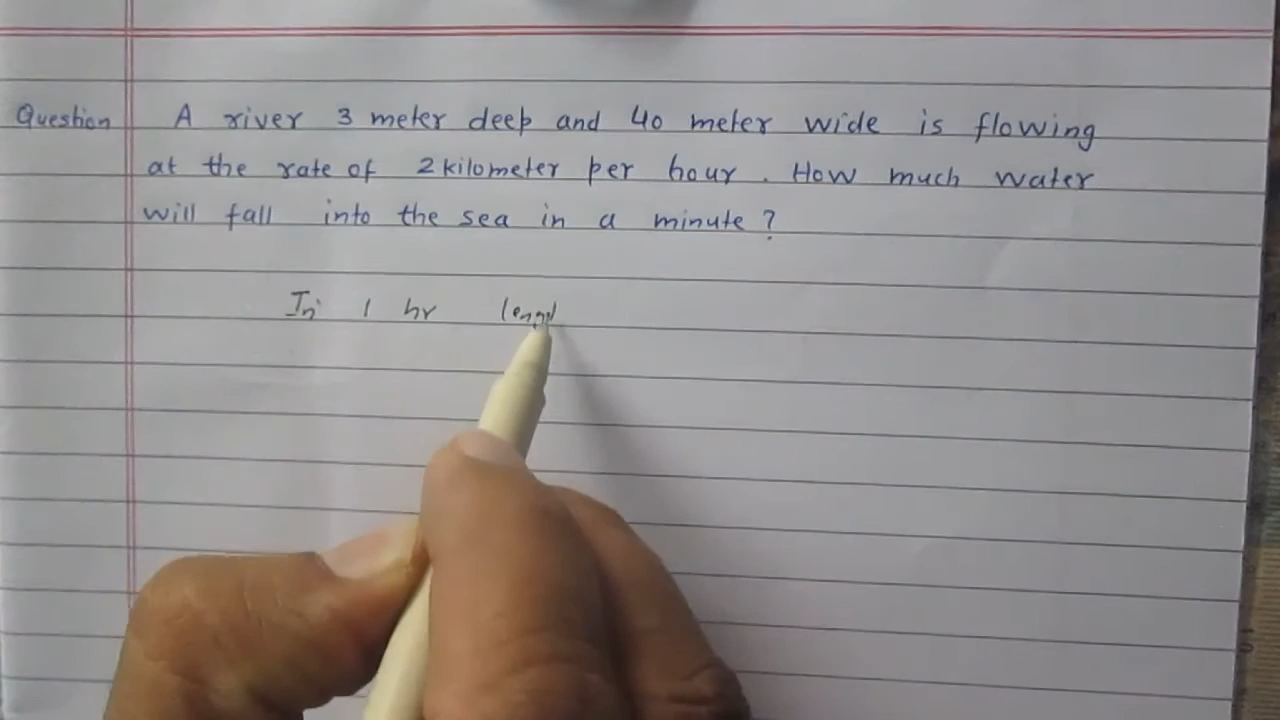 Question A river 3 meter deep and 40 meter wide is flowing
at the rate of 2 kilometer per hour. How much water
will fall into the sea in a minute?
In 1 hr